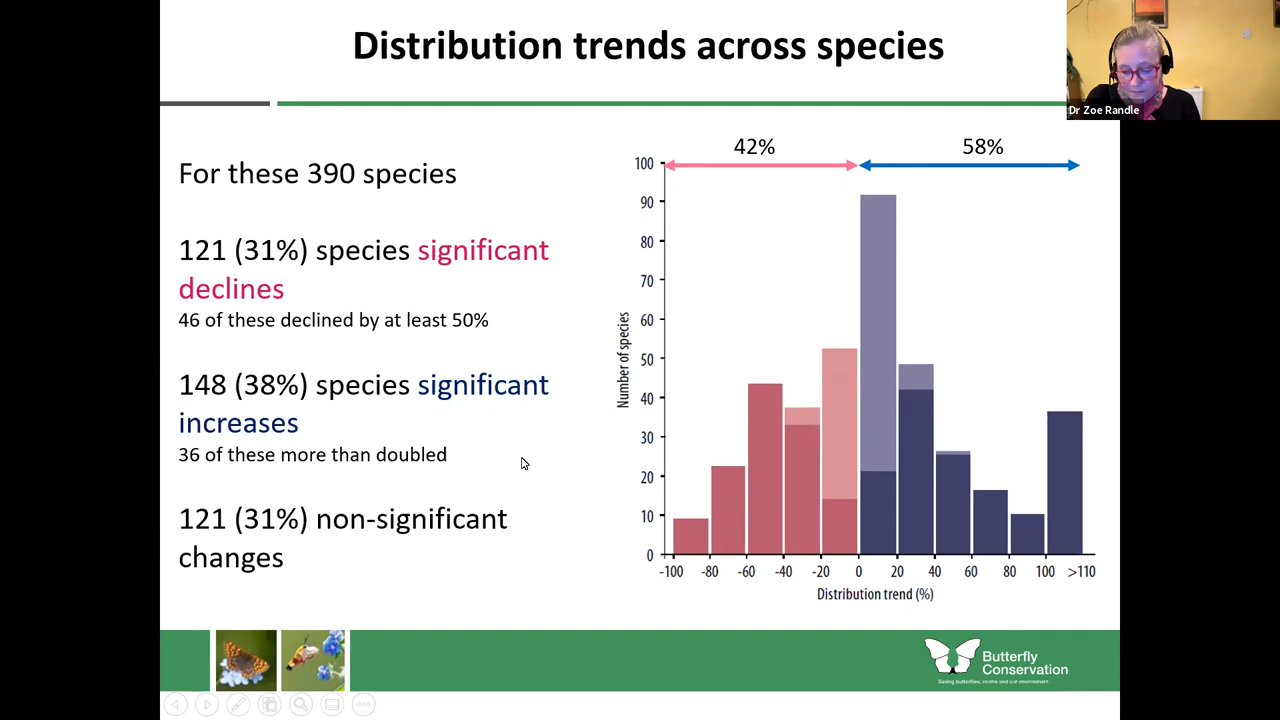 Distribution trends across species
Dr Zoe Randle
For these 390 species
121 (31%) species significant
declines
46 of these declined by at least 50%
148 (38%) species significant
increases
36 of these more than doubled
121 (31%) non-significant
changes
42% 58%
100
90
80
70
60
50
40
30
20
10
0
Number of species
-100 -80 -60 -40 -20 0 20 40 60 80 100 >110
Distribution trend (%)
Butterfly
Conservation
Saving butterflies, moths and our environment